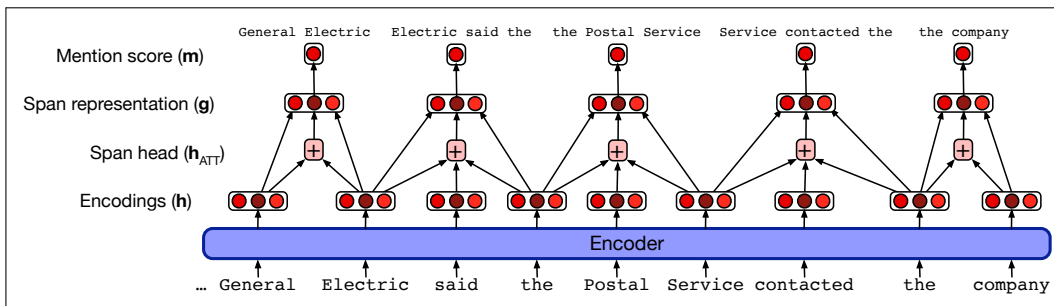 General Electric Electric said the the Postal Service Service contacted the the company
Mention score (m)
Span representation (g)
Span head (hATT)
+ + + + +
Encodings (h)
Encoder
... General Electric said the Postal Service contacted the company